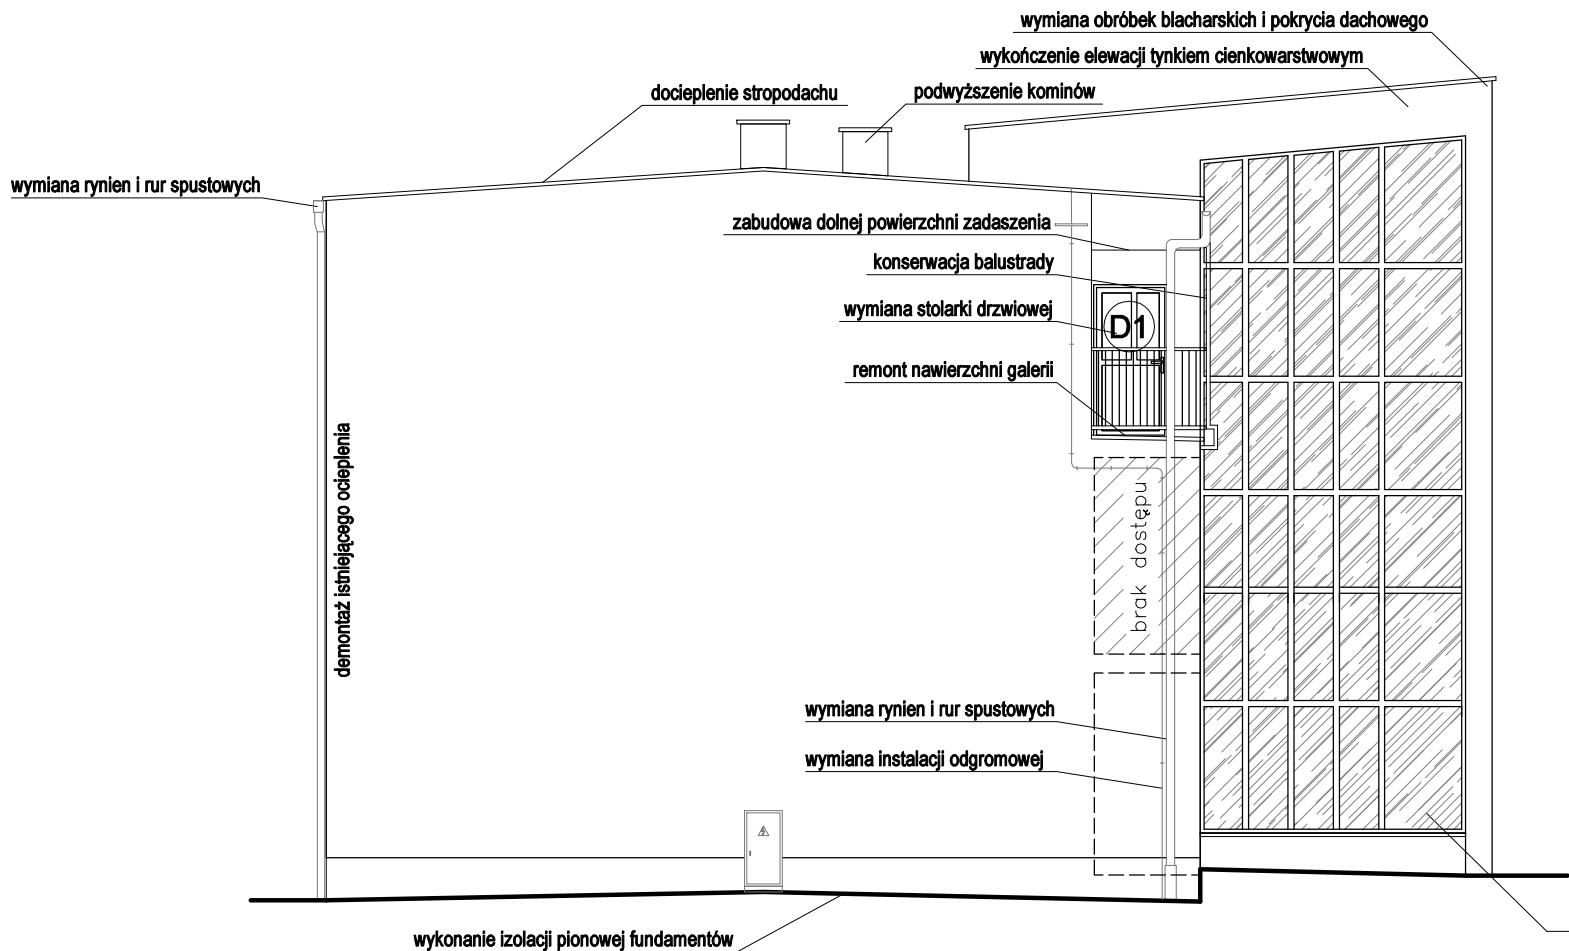 wymiana obróbek blacharskich i pokrycia dachowego
wykończenie elewacji tynkiem cienkowarstwowym
docieplenie stropodachu
podwyższenie kominów
wymiana rynien i rur spustowych
zabudowa dolnej powierzchni zadaszenia
konserwacja balustrady
wymiana stolarki drzwiowej
D1
remont nawierzchni galerii
demontaż istniejącego ocieplenia
brak dostępu
wymiana rynien i rur spustowych
wymiana instalacji odgromowej
wykonanie izolacji pionowej fundamentów